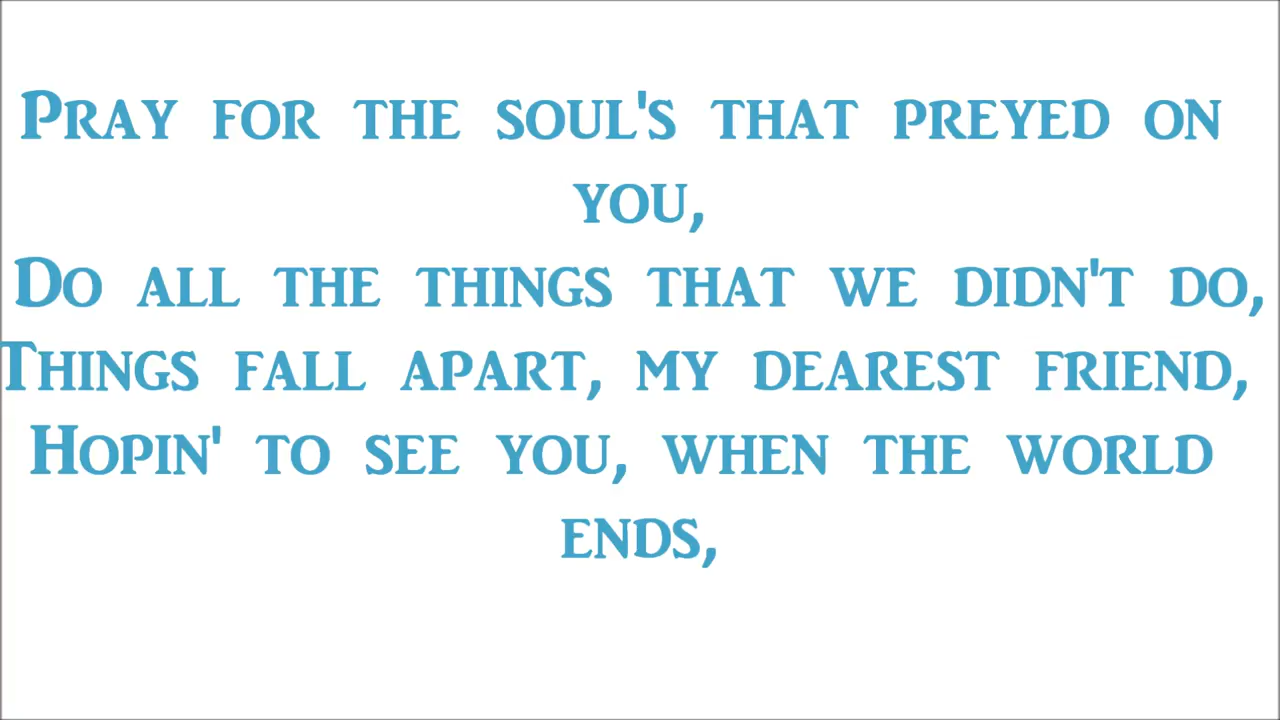 Pray for the soul's that preyed on
you,
Do all the things that we didn't do,
Things fall apart, my dearest friend,
Hopin' to see you, when the world
ends,